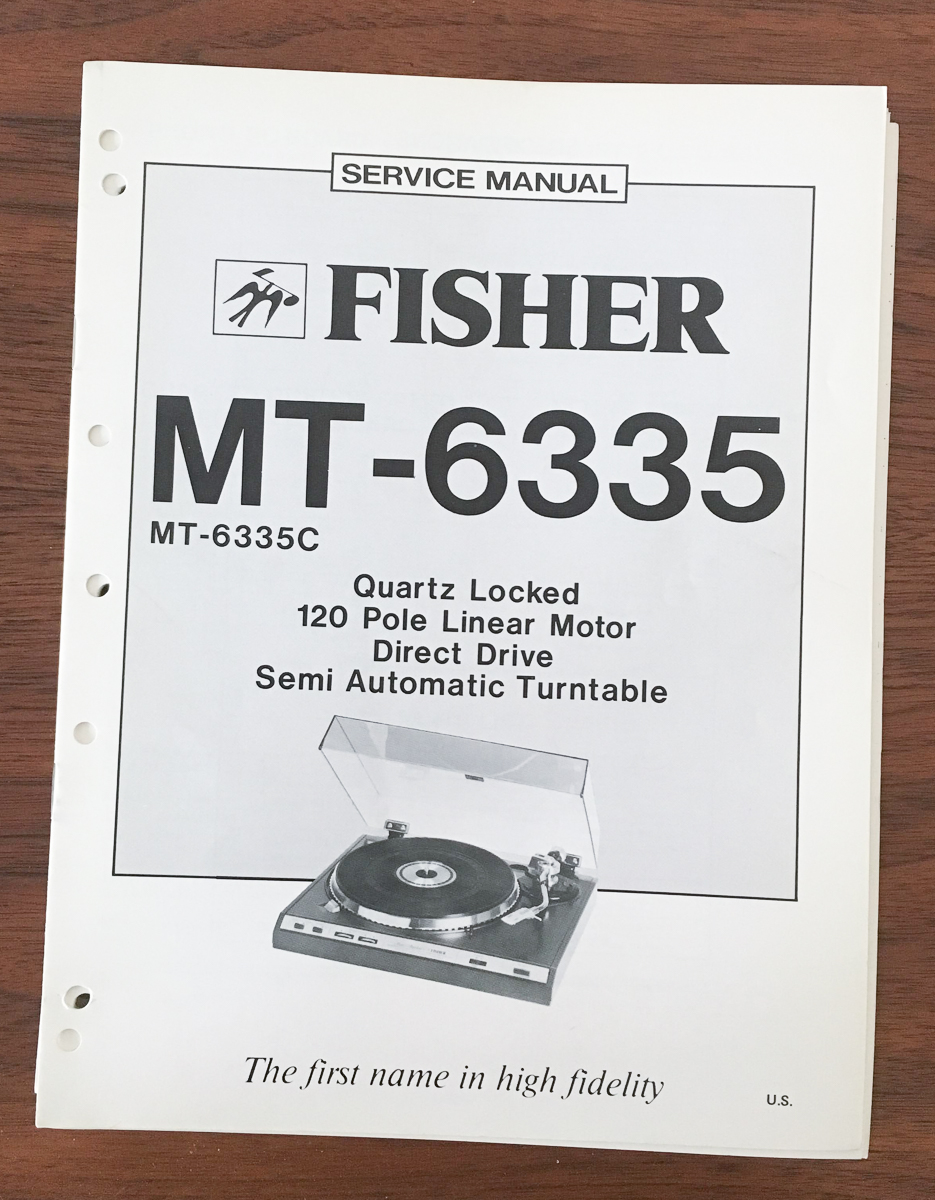 SERVICE MANUAL
FISHER
MT-6335
MT-6335C
Quartz Locked
120 Pole Linear Motor
Direct Drive
Semi Automatic Turntable
The first name in high fidelity
U.S.